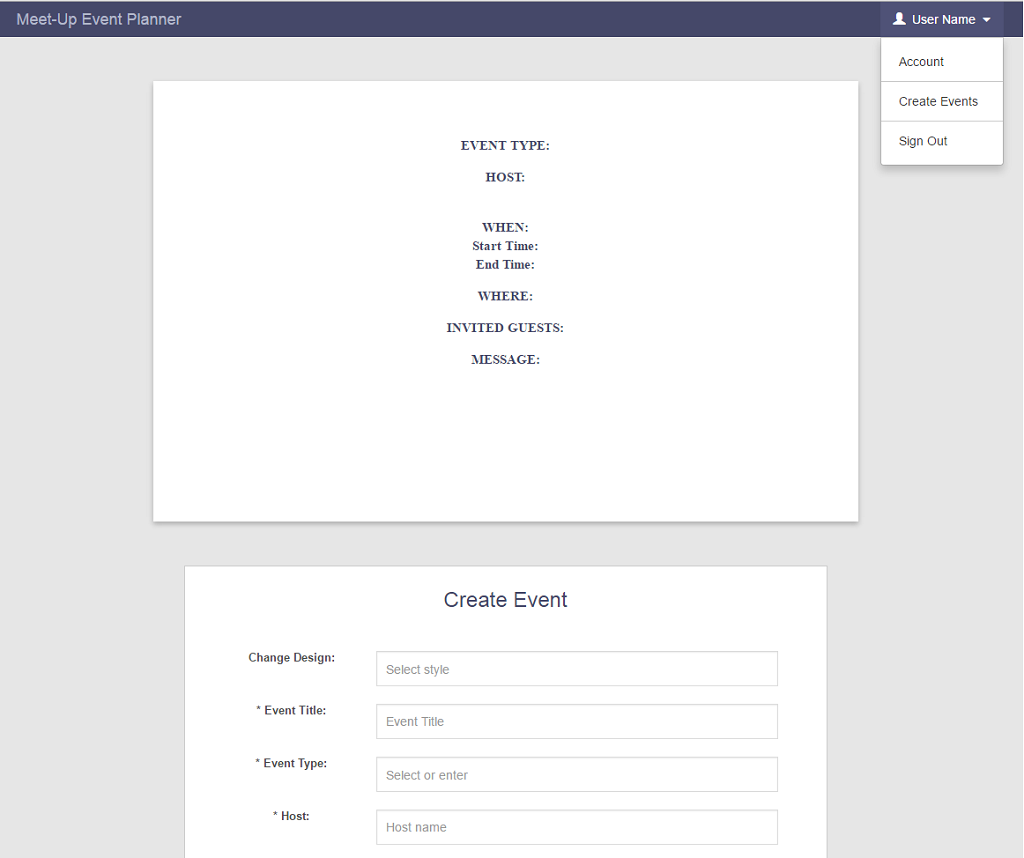 Meet-Up Event Planner
User Name
Account
Create Events
Sign Out
EVENT TYPE:
HOST:
WHEN:
Start Time:
End Time:
WHERE:
INVITED GUESTS:
MESSAGE:
Create Event
Change Design:
Select style
* Event Title:
Event Title
* Event Type:
Select or enter
* Host:
Host name